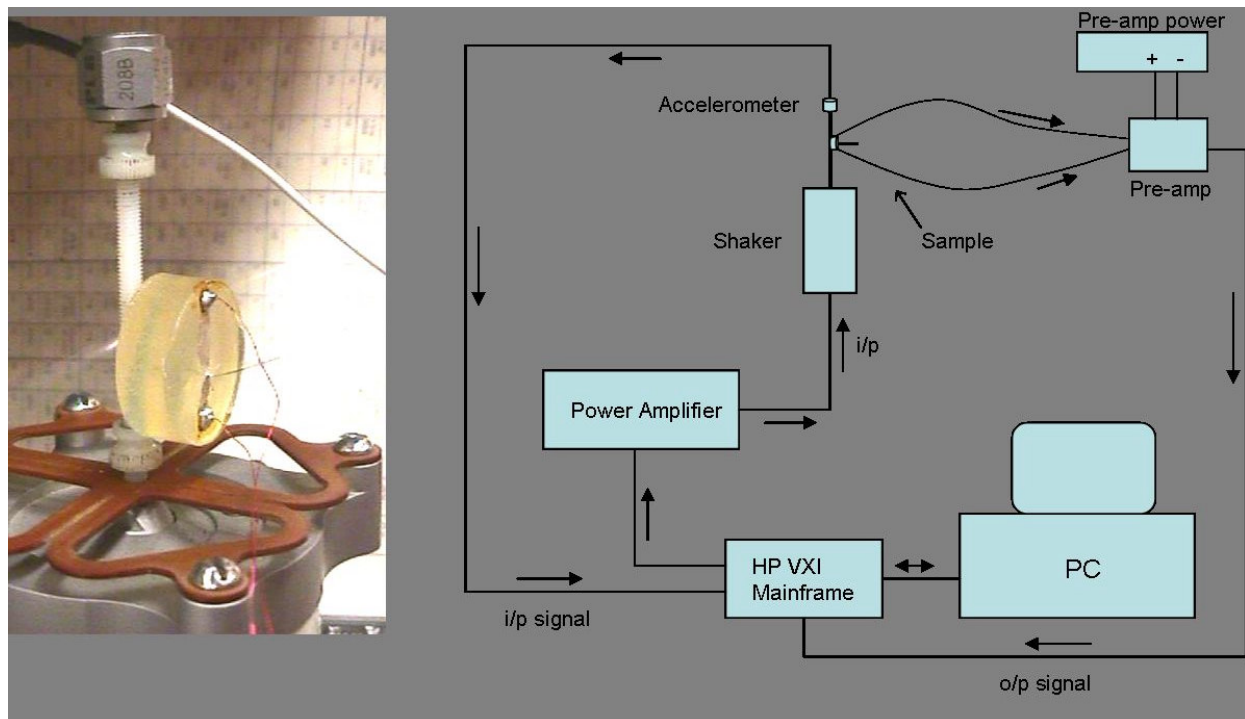 208B
Pre-amp power
+ -
Accelerometer
Pre-amp
Shaker
Sample
i/p
Power Amplifier
HP VXI
Mainframe
PC
i/p signal
o/p signal